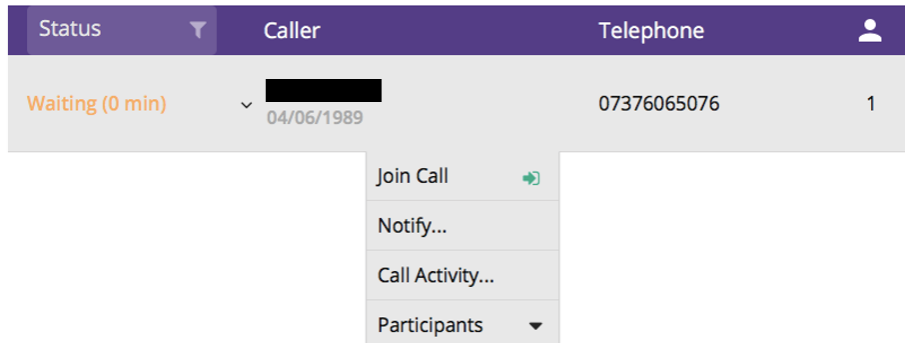 Status Caller Telephone
Waiting (0 min) 07376065076 1
04/06/1989
Join Call
Notify...
Call Activity...
Participants